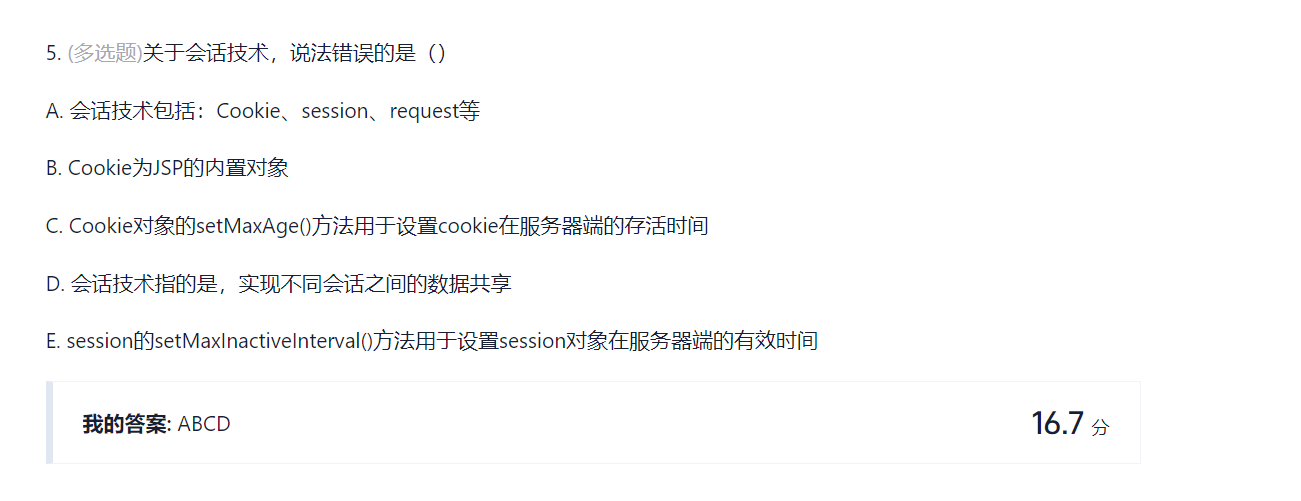 5. (多选题)关于会话技术，说法错误的是（）
A. 会话技术包括：Cookie、session、request等
B. Cookie为JSP的内置对象
C. Cookie对象的setMaxAge()方法用于设置cookie在服务器端的存活时间
D. 会话技术指的是，实现不同会话之间的数据共享
E. session的setMaxInactiveInterval()方法用于设置session对象在服务器端的有效时间
我的答案: ABCD 16.7 分